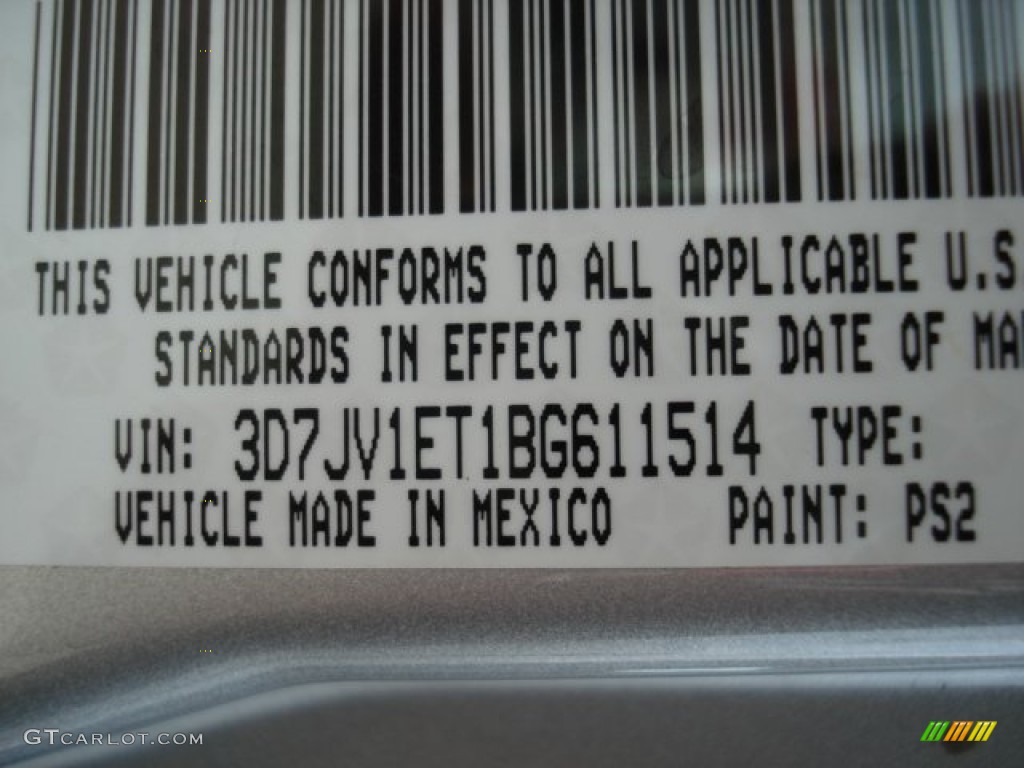 THIS VEHICLE CONFORMS TO ALL APPLICABLE U.S
STANDARDS IN EFFECT ON THE DATE OF MA
VIN: 3D7JV1ET1BG611514 TYPE:
VEHICLE MADE IN MEXICO PAINT: PS2
GTCARLOT.COM